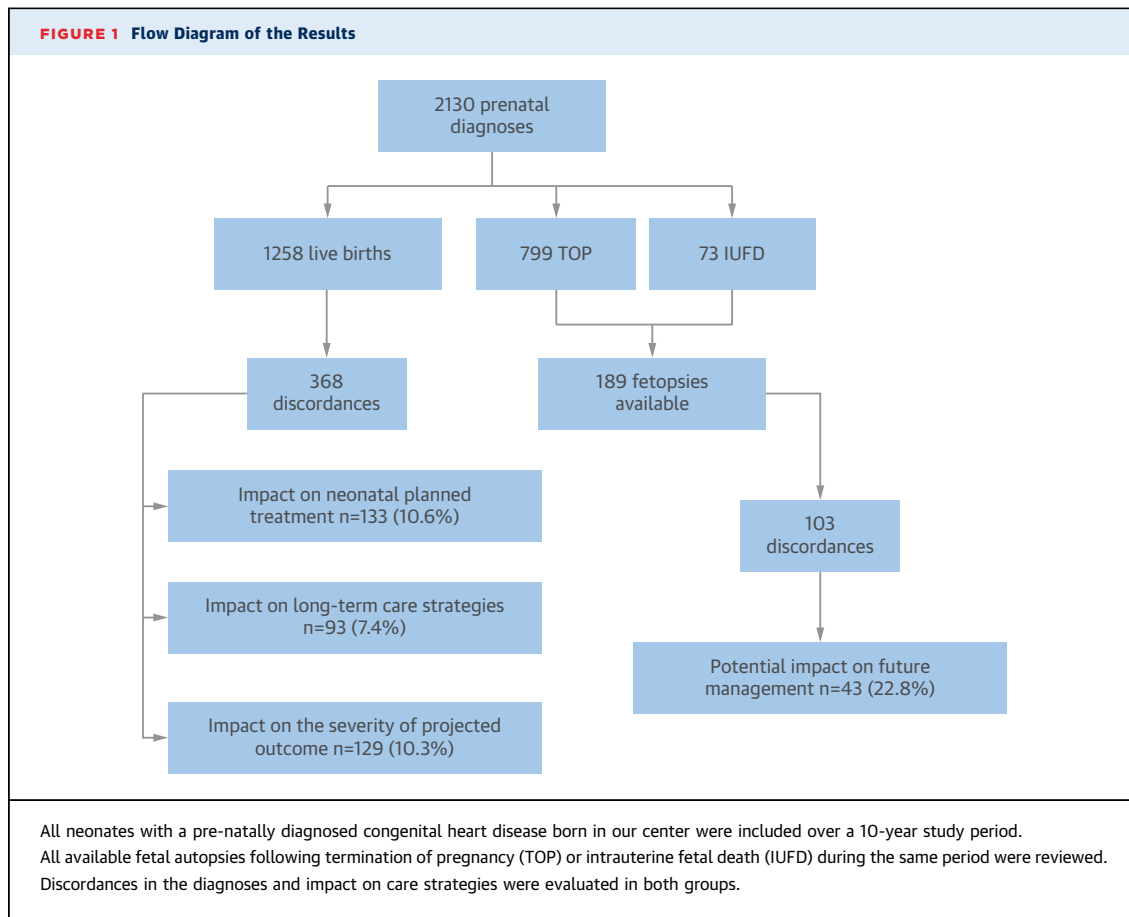 FIGURE 1 Flow Diagram of the Results
2130 prenatal
diagnoses
1258 live births
799 TOP
73 IUFD
368
discordances
189 fetopsies
available
Impact on neonatal planned
treatment n=133 (10.6%)
103
discordances
Impact on long-term care strategies
n=93 (7.4%)
Potential impact on future
management n=43 (22.8%)
Impact on the severity of projected
outcome n=129 (10.3%)
All neonates with a pre-natally diagnosed congenital heart disease born in our center were included over a 10-year study period.
All available fetal autopsies following termination of pregnancy (TOP) or intrauterine fetal death (IUFD) during the same period were reviewed.
Discordances in the diagnoses and impact on care strategies were evaluated in both groups.